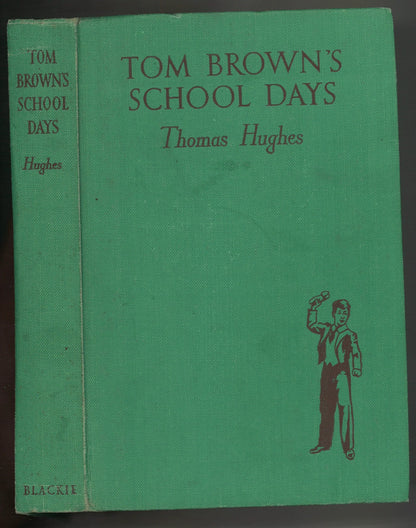 TOM
BROWN'S
SCHOOL
DAYS
Hughes
BLACKIE
TOM BROWN'S
SCHOOL DAYS
Thomas Hughes